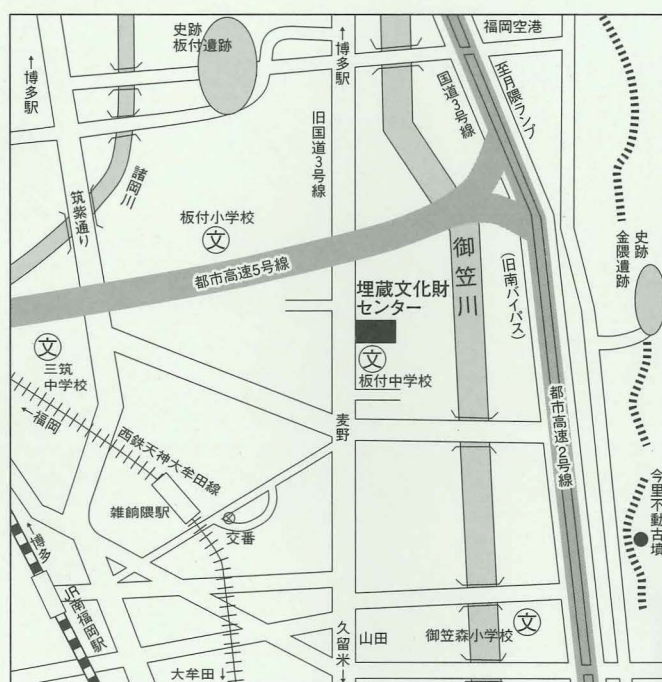 史跡
板付遺跡
↑博多駅
↑博多駅
福岡空港
国道3号線
至月隈ランプ
旧国道3号線
諸岡川
筑紫通り
板付小学校
文
都市高速5号線
御笠川
(旧南バイパス)
史跡
金隈遺跡
埋蔵文化財
センター
文
板付中学校
文
三筑
中学校
←福岡
西鉄天神大牟田線
麦野
都市高速2号線
雑餉隈駅
交番
今里不動古墳
↑博多
JR南福岡駅
大牟田↓
久留米↓
山田
御笠森小学校
文